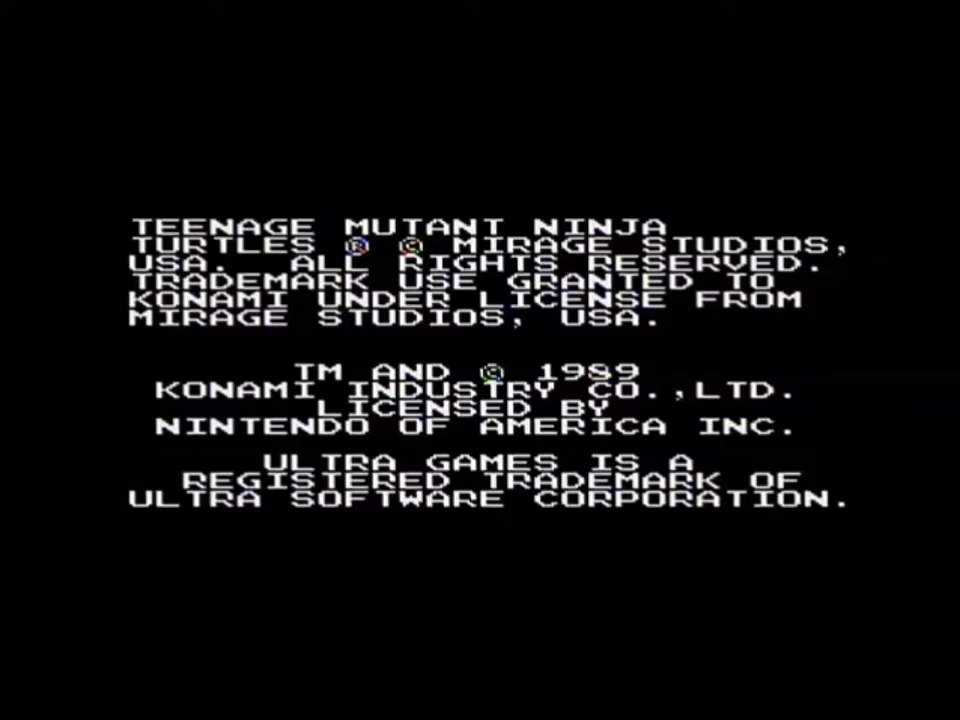 TEENAGE MUTANT NINJA
TURTLES ® © MIRAGE STUDIOS,
USA. ALL RIGHTS RESERVED.
TRADEMARK USE GRANTED TO
KONAMI UNDER LICENSE FROM
MIRAGE STUDIOS, USA.
TM AND © 1989
KONAMI INDUSTRY CO.,LTD.
LICENSED BY
NINTENDO OF AMERICA INC.
ULTRA GAMES IS A
REGISTERED TRADEMARK OF
ULTRA SOFTWARE CORPORATION.